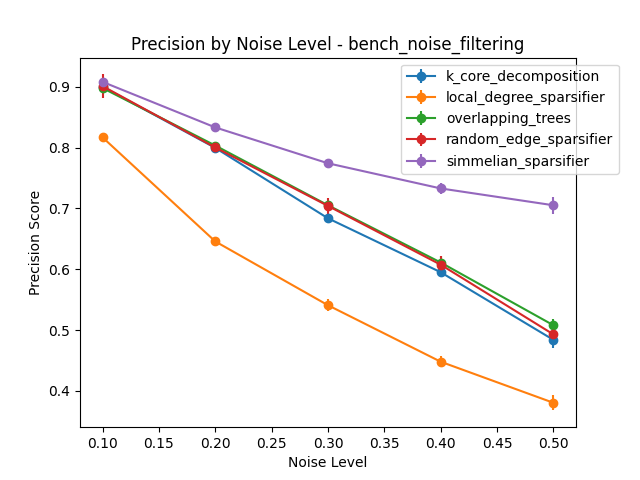 Precision by Noise Level - bench_noise_filtering
k_core_decomposition
local_degree_sparsifier
overlapping_trees
random_edge_sparsifier
simmelian_sparsifier
Precision Score
0.9
0.8
0.7
0.6
0.5
0.4
0.10 0.15 0.20 0.25 0.30 0.35 0.40 0.45 0.50
Noise Level